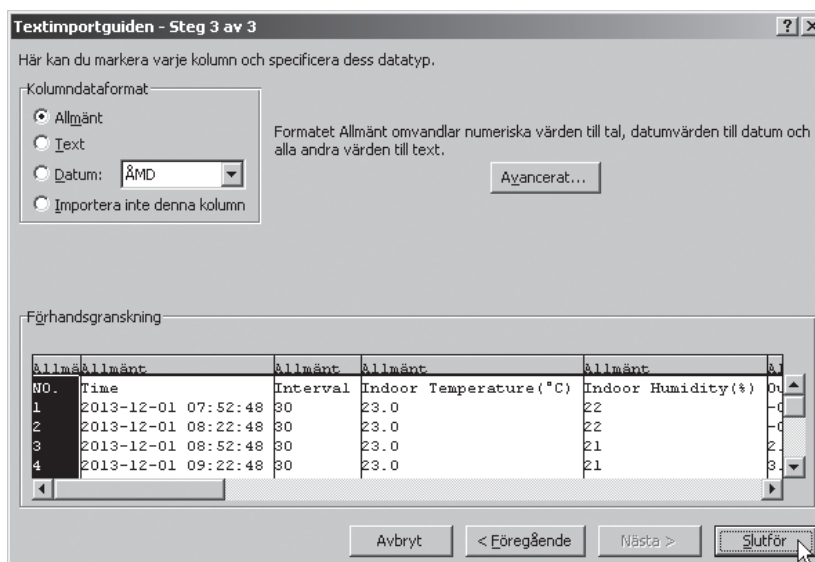 Textimportguiden - Steg 3 av 3
Här kan du markera varje kolumn och specificera dess datatyp.
Kolumndataformat
Allmänt
Text
Datum: ÅMD
Importera inte denna kolumn
Formatet Allmänt omvandlar numeriska värden till tal, datumvärden till datum och
alla andra värden till text.
Avancerat...
Förhandsgranskning
Allmä Allmänt Allmänt Allmänt Allmänt
NO. Time Interval Indoor Temperature(°C) Indoor Humidity(%)
1 2013-12-01 07:52:48 30 23.0 22
2 2013-12-01 08:22:48 30 23.0 22
3 2013-12-01 08:52:48 30 23.0 21 2.
4 2013-12-01 09:22:48 30 23.0 21 3.
Avbryt < Föregående Nästa > Slutför